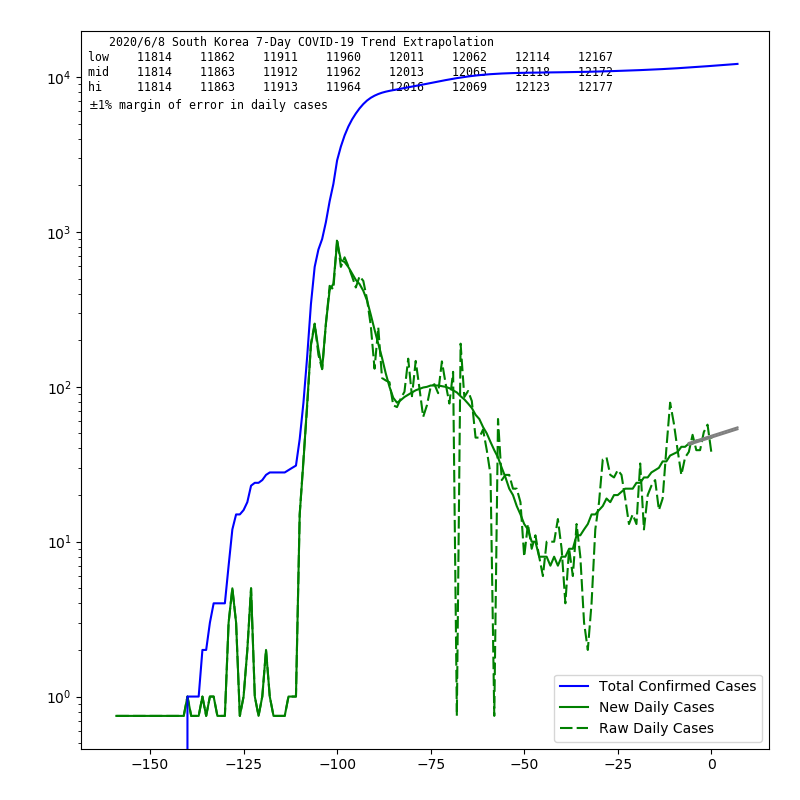 2020/6/8 South Korea 7-Day COVID-19 Trend Extrapolation
low 11814 11862 11911 11960 12011 12062 12114 12167
mid 11814 11863 11912 11962 12013 12065 12118 12172
hi 11814 11863 11913 11964 12016 12069 12123 12177
±1% margin of error in daily cases
10⁴
10³
10²
10¹
10⁰
Total Confirmed Cases
New Daily Cases
Raw Daily Cases
−150 −125 −100 −75 −50 −25 0